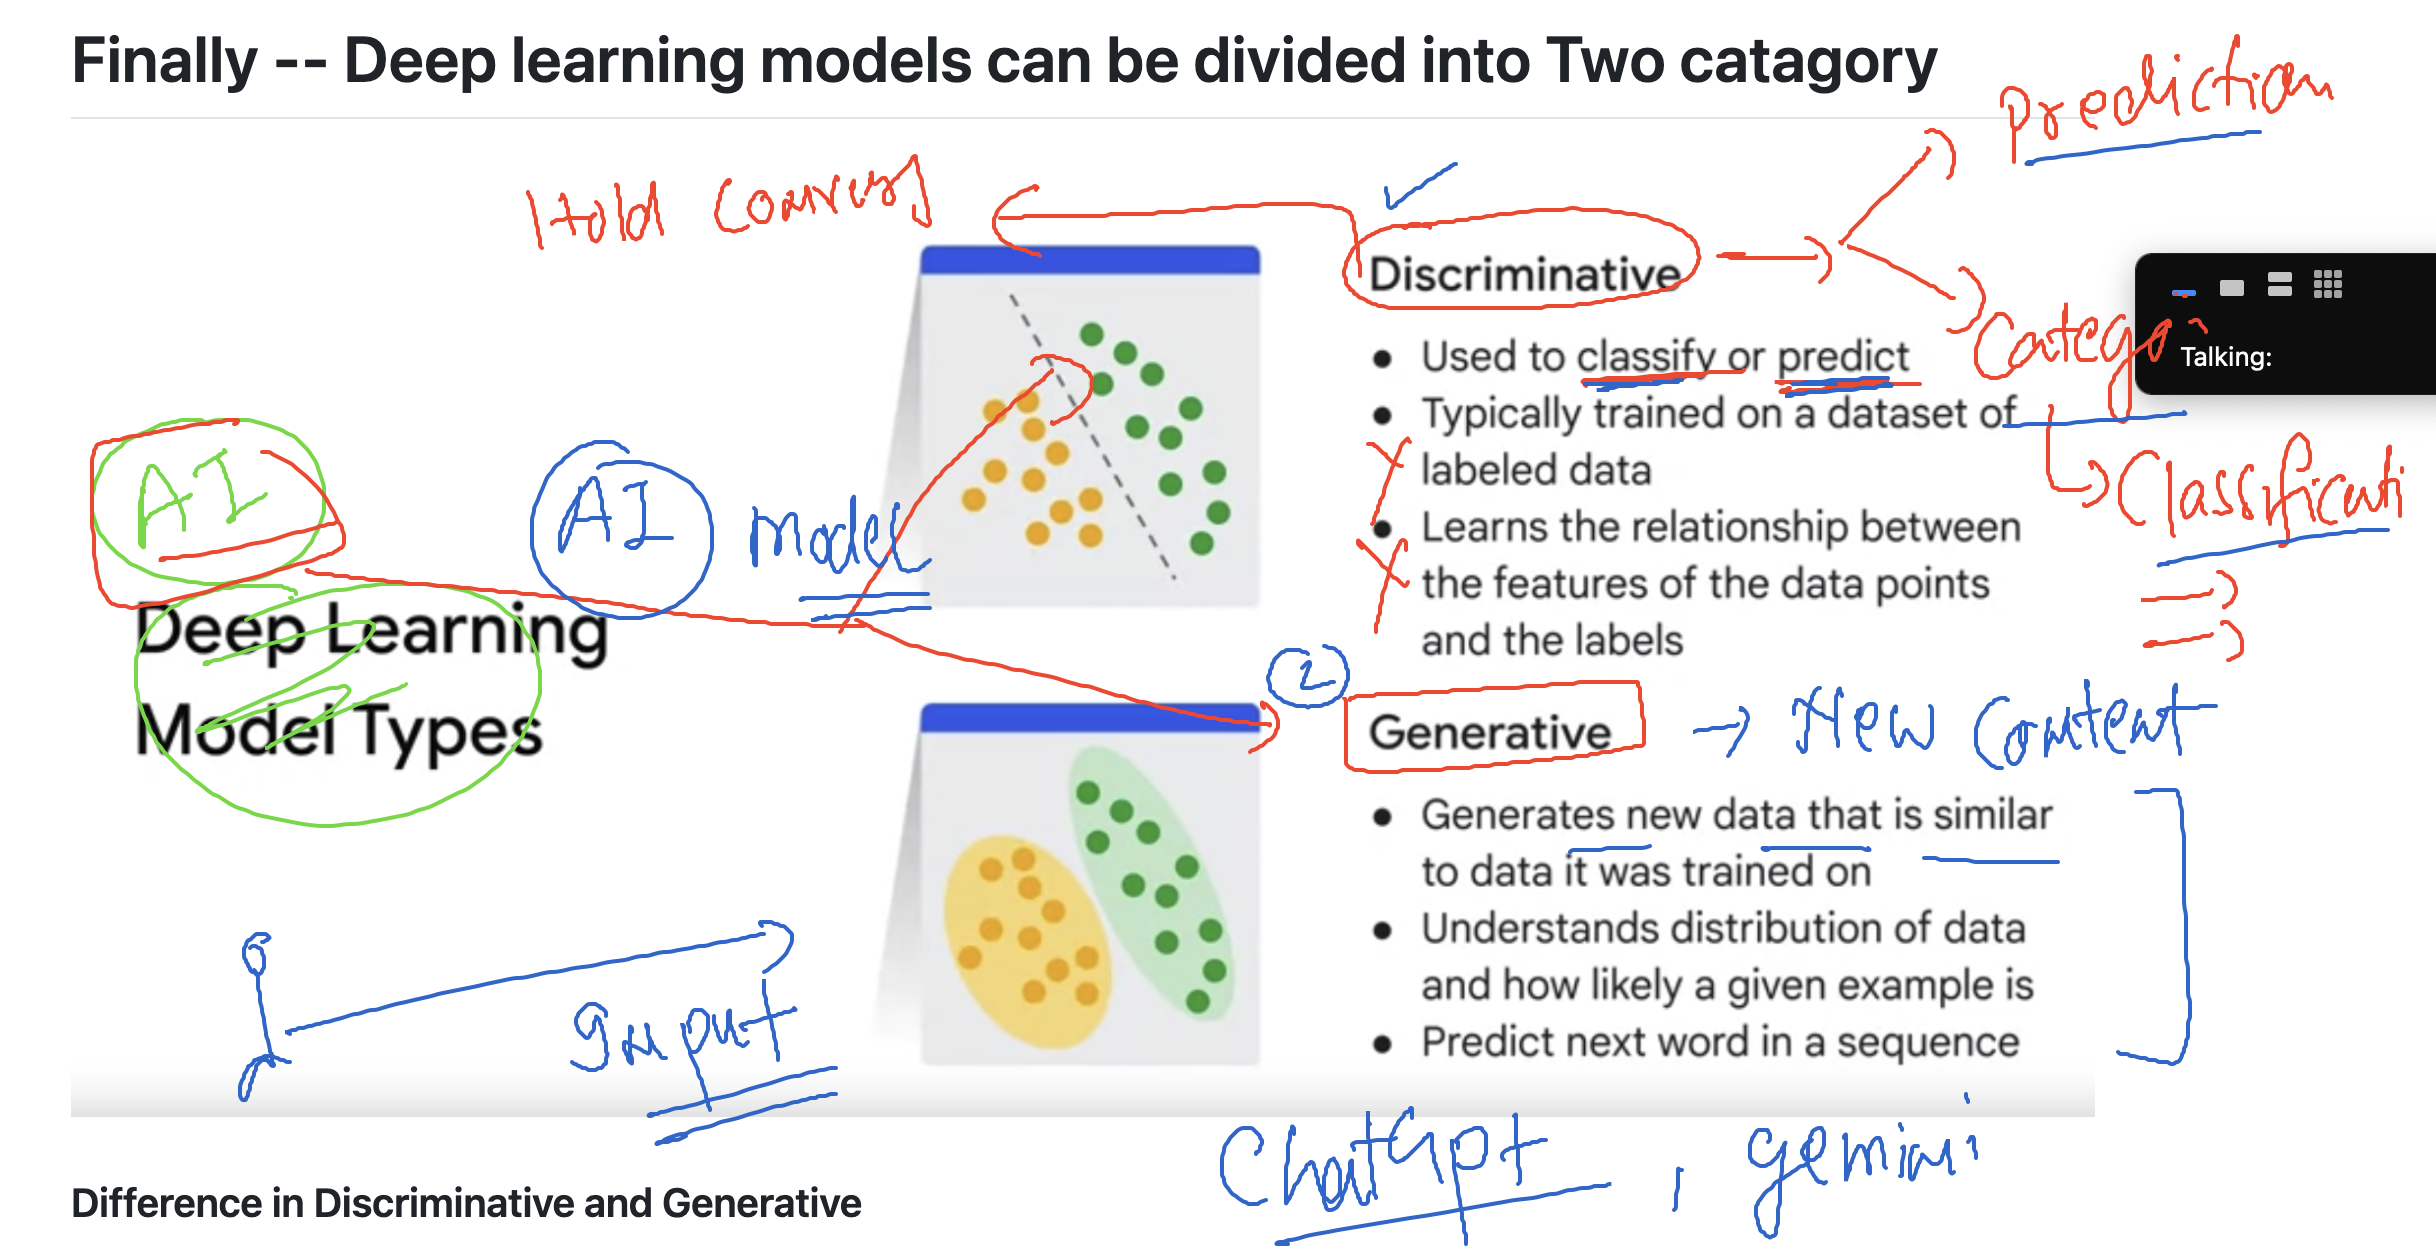 Finally -- Deep learning models can be divided into Two catagory
Prediction
Hold Convers
Discriminative
Categ
Talking:
• Used to classify or predict
• Typically trained on a dataset of
labeled data
Classificati
• Learns the relationship between
the features of the data points
and the labels
AI
AI Model
Deep Learning
Model Types
2
Generative
New Content
• Generates new data that is similar
to data it was trained on
• Understands distribution of data
and how likely a given example is
• Predict next word in a sequence
Input
ChatGpt, gemini
Difference in Discriminative and Generative